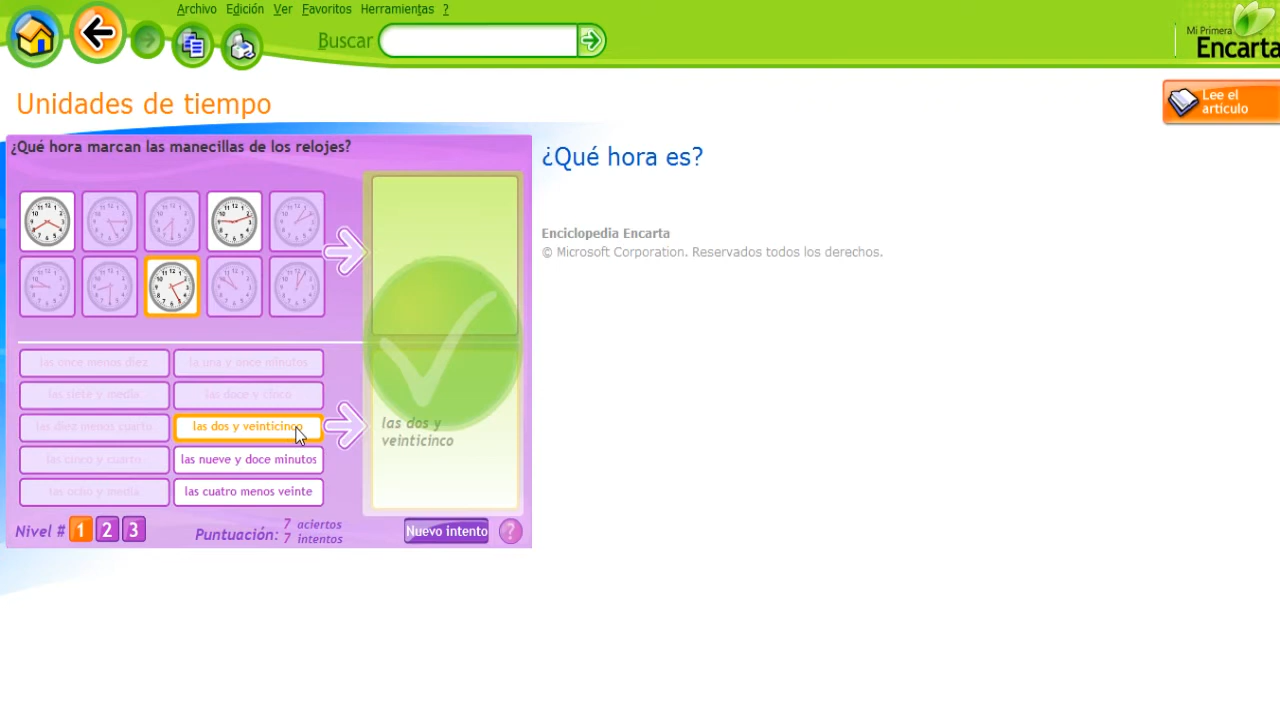 Archivo Edición Ver Favoritos Herramientas ?
Buscar
Mi Primera
Encarta
Unidades de tiempo
Lee el
artículo
¿Qué hora marcan las manecillas de los relojes?
¿Qué hora es?
Enciclopedia Encarta
© Microsoft Corporation. Reservados todos los derechos.
las once menos diez
la una y once minutos
las siete y media
las doce y cinco
las diez menos cuarto
las dos y veinticinco
las cinco y cuarto
las nueve y doce minutos
las ocho y media
las cuatro menos veinte
las dos y
veinticinco
Nivel # 1 2 3
Puntuación: 7 aciertos
7 intentos
Nuevo intento
?